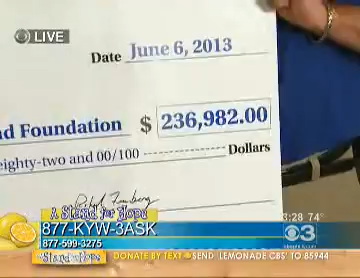 LIVE
Date June 6, 2013
nd Foundation $ 236,982.00
eighty-two and 00/100 Dollars
A Stand for Hope
877-KYW-3ASK
877-599-3275
3:28 74°
3
A Stand for Hope
DONATE BY TEXT SEND 'LEMONADE CBS' TO 85944